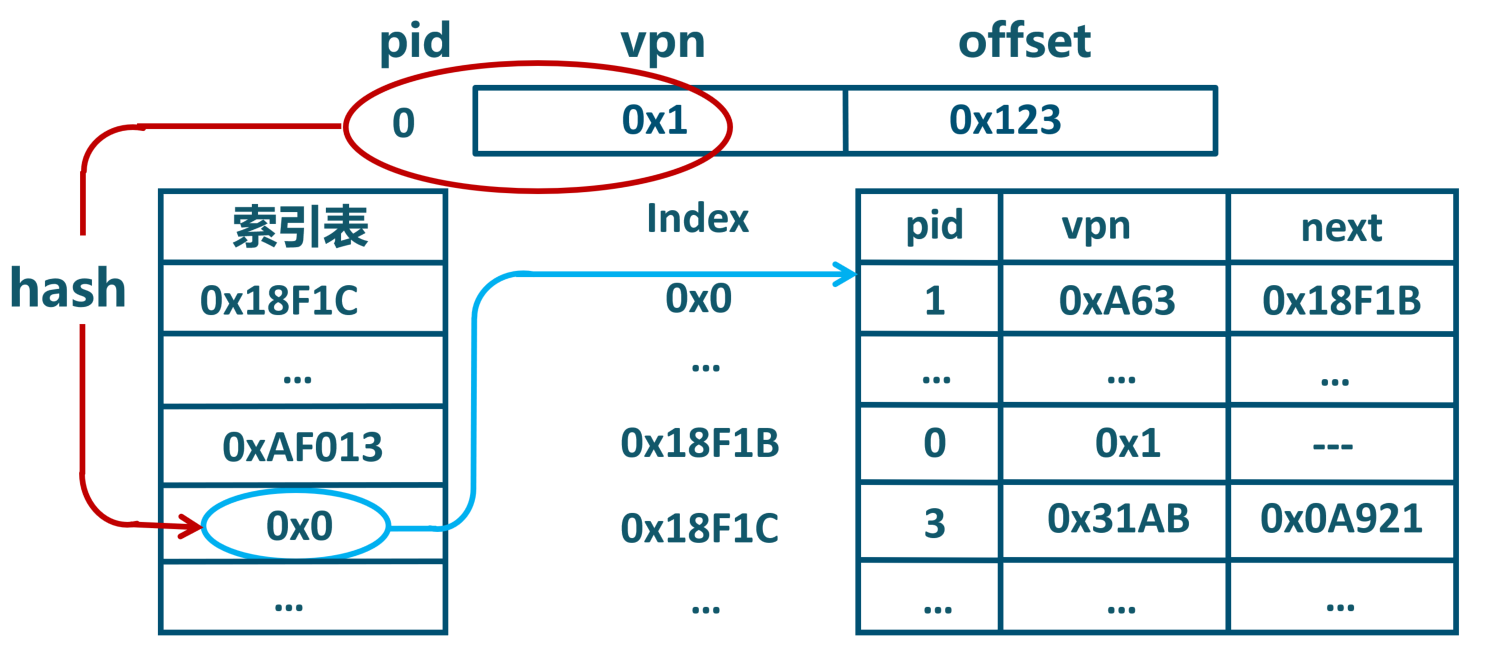 pid vpn offset
0 0x1 0x123
索引表 Index pid vpn next
hash
0x18F1C 0x0 1 0xA63 0x18F1B
... ... ... ... ...
0xAF013 0x18F1B 0 0x1 ---
0x0 0x18F1C 3 0x31AB 0x0A921
... ... ... ... ...